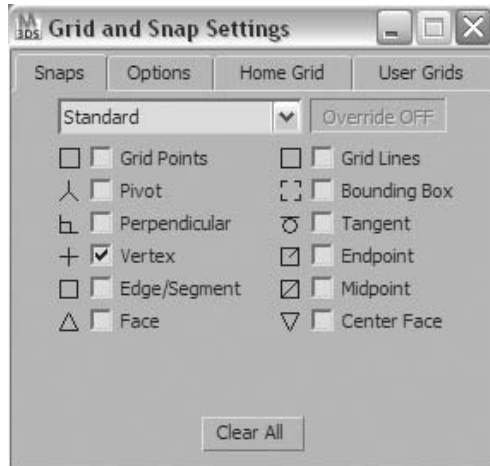 3DS Grid and Snap Settings
Snaps Options Home Grid User Grids
Standard Override OFF
Grid Points Grid Lines
Pivot Bounding Box
Perpendicular Tangent
Vertex Endpoint
Edge/Segment Midpoint
Face Center Face
Clear All